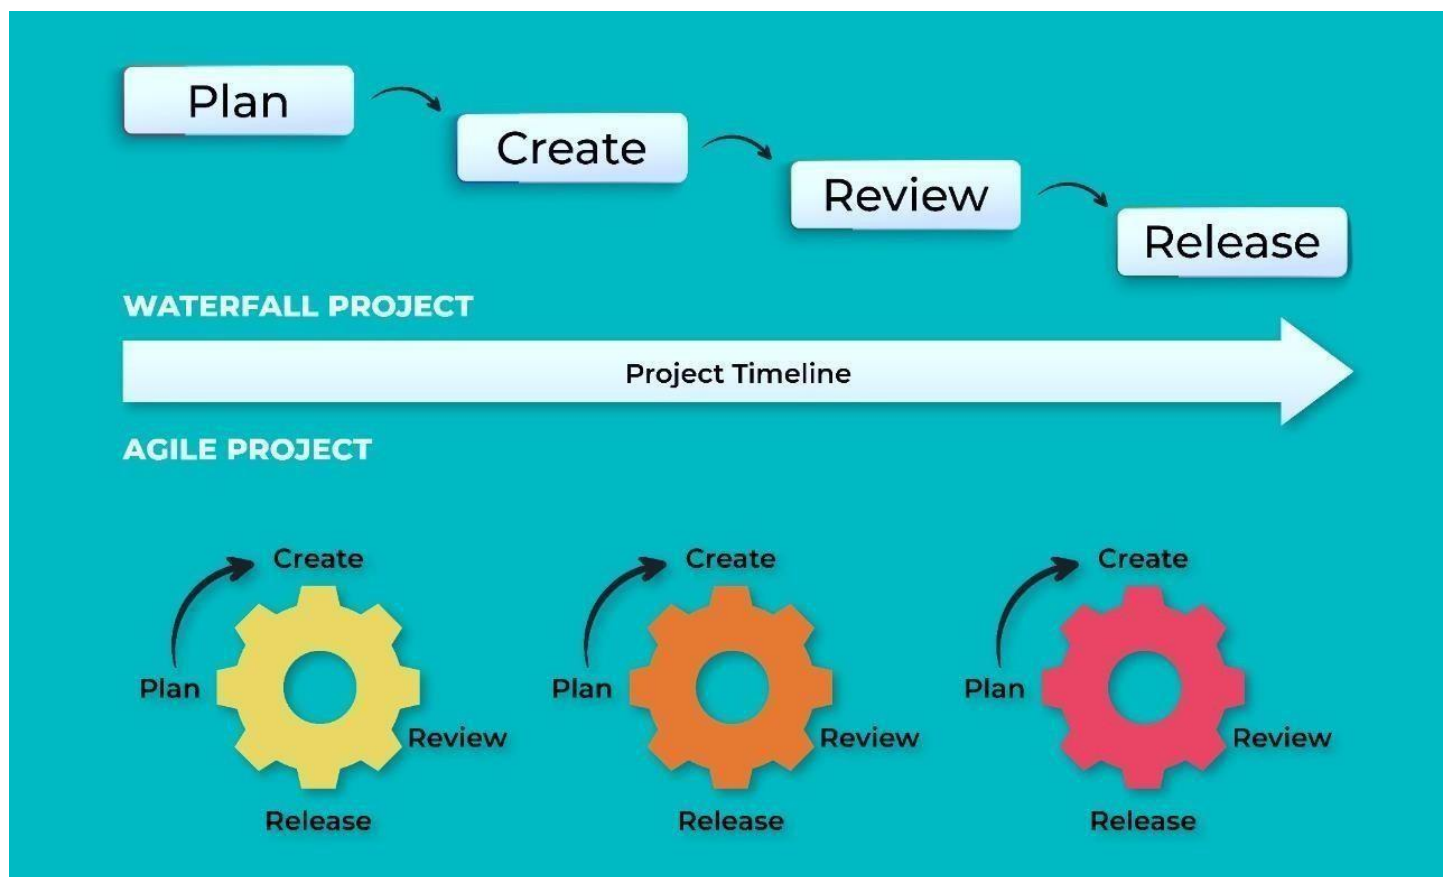 Plan
Create
Review
Release
WATERFALL PROJECT
Project Timeline
AGILE PROJECT
Create
Plan
Review
Release
Create
Plan
Review
Release
Create
Plan
Review
Release